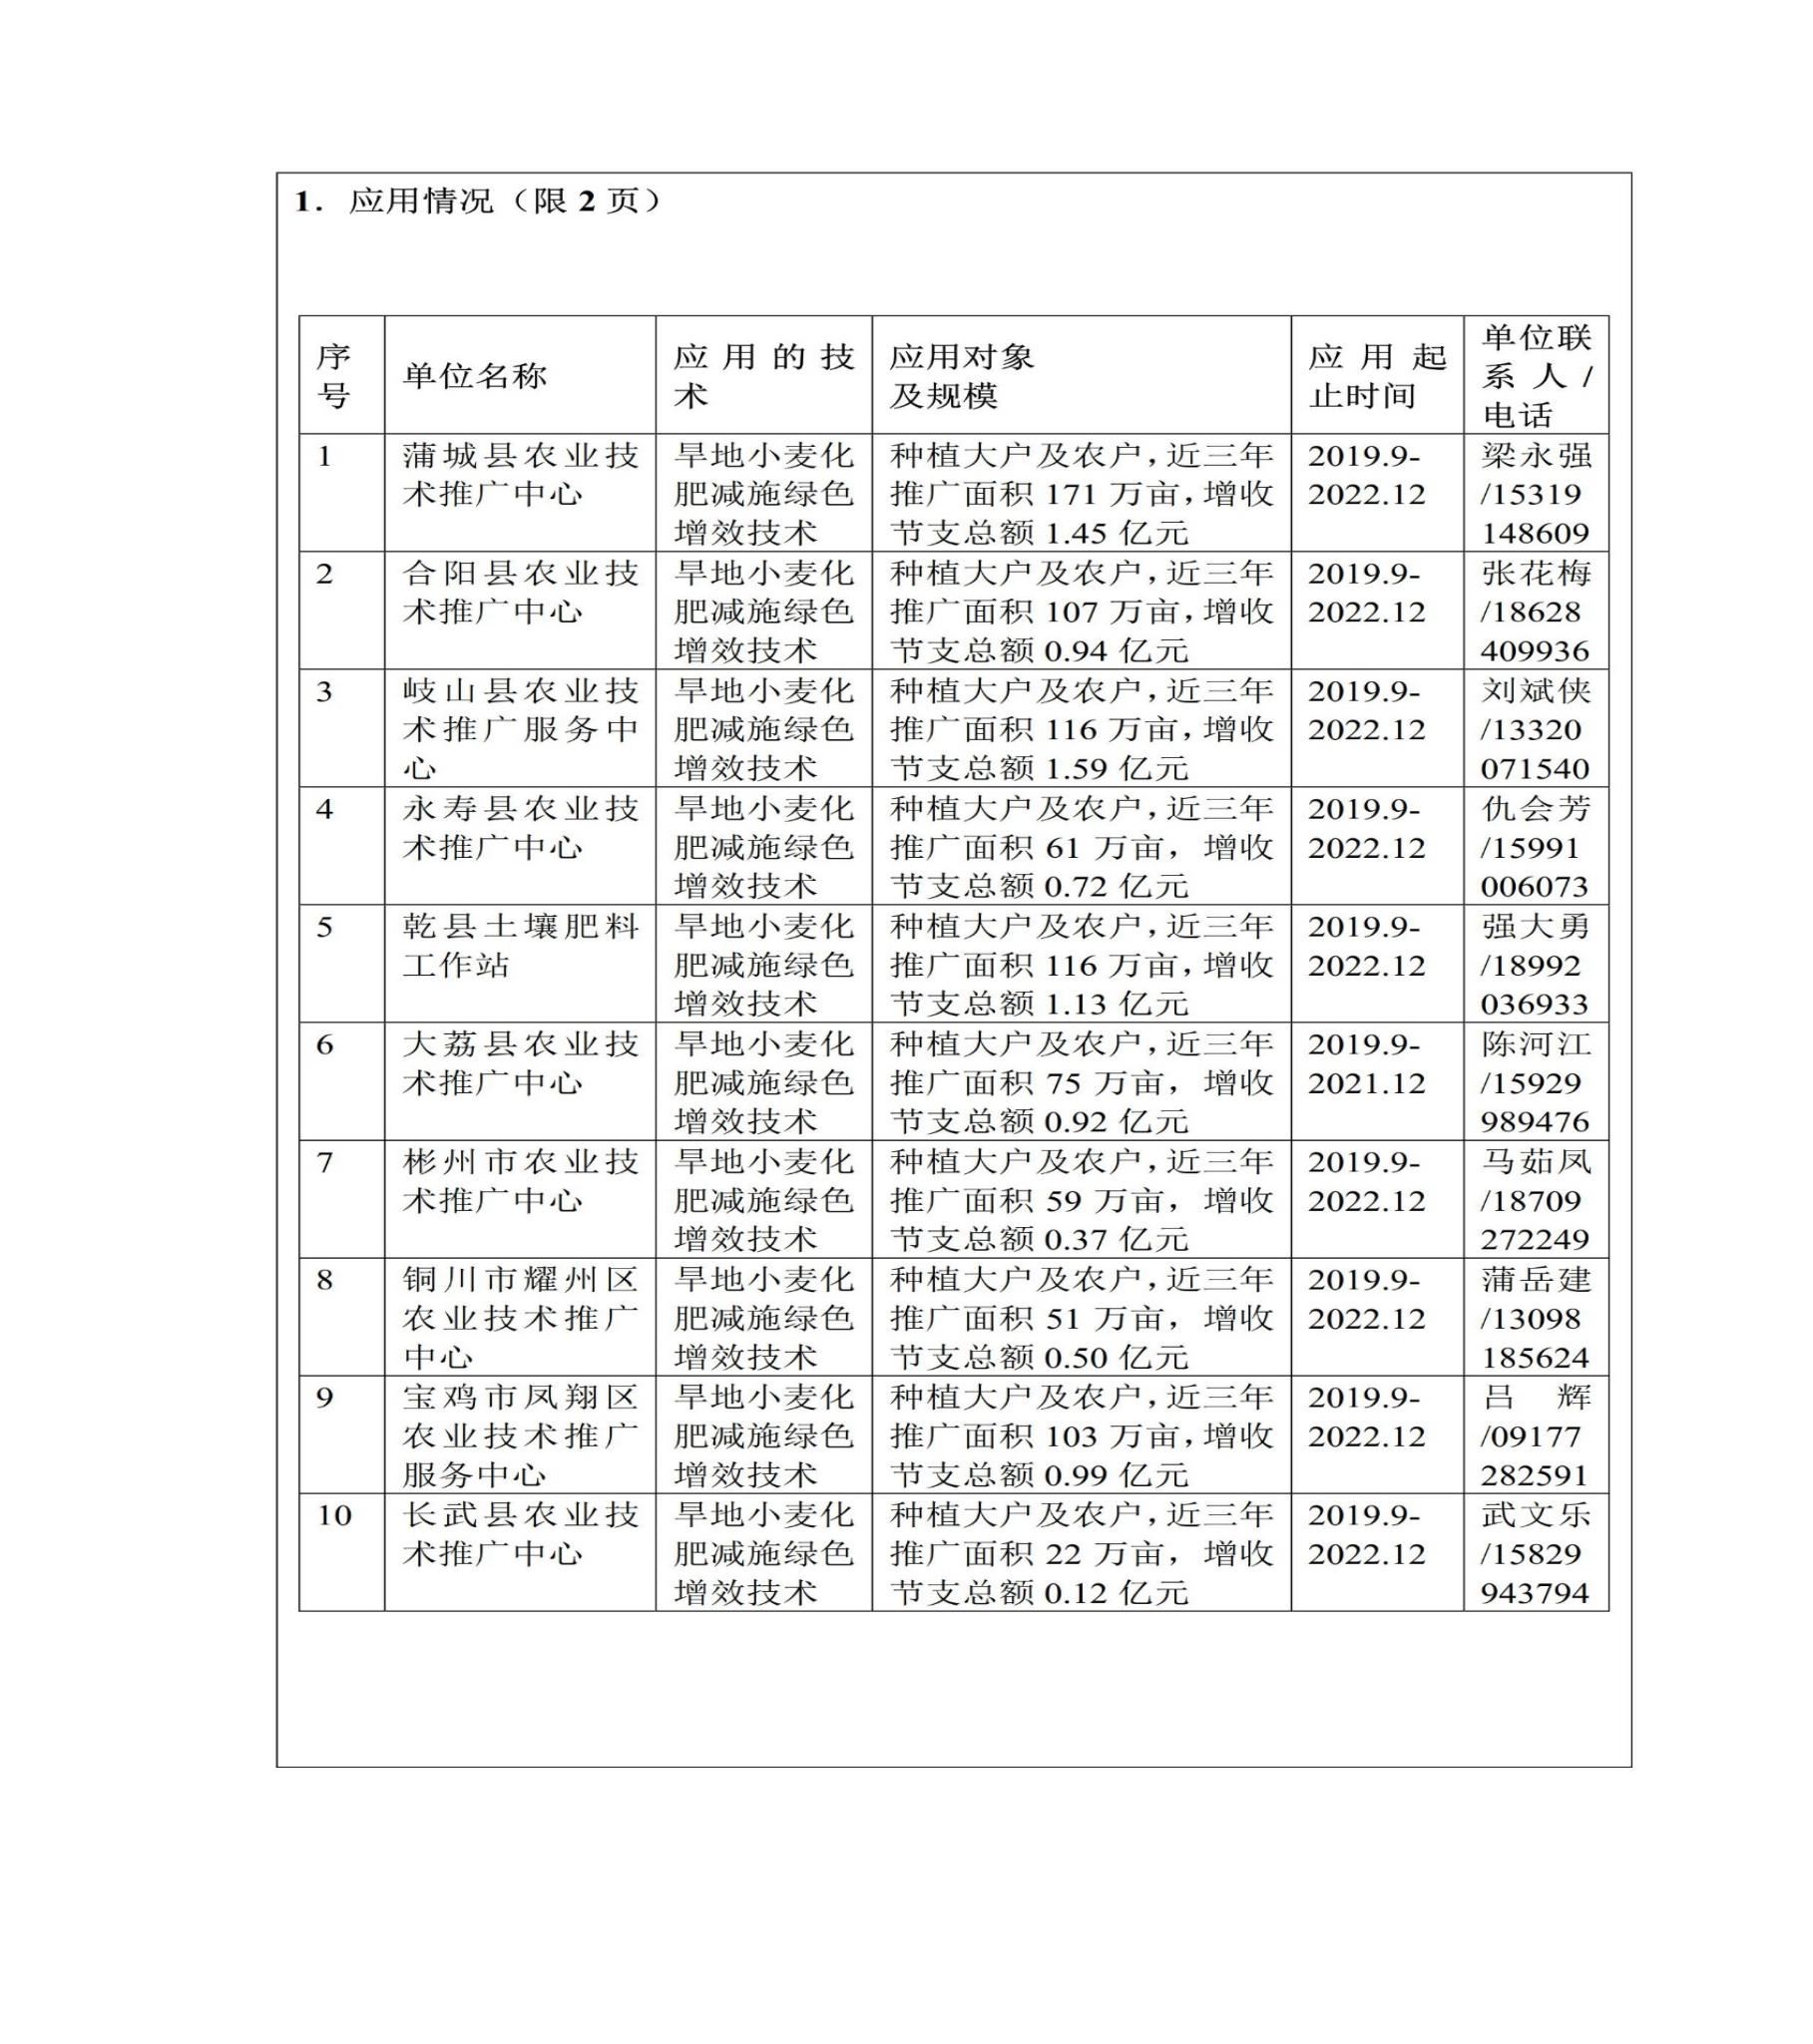 1. 应用情况（限 2 页）
序号 单位名称 应用的技术 应用对象及规模 应用起止时间 单位联系人/电话
1 蒲城县农业技术推广中心 旱地小麦化肥减施绿色增效技术 种植大户及农户，近三年推广面积 171 万亩，增收节支总额 1.45 亿元 2019.9-2022.12 梁永强/15319148609
2 合阳县农业技术推广中心 旱地小麦化肥减施绿色增效技术 种植大户及农户，近三年推广面积 107 万亩，增收节支总额 0.94 亿元 2019.9-2022.12 张花梅/18628409936
3 岐山县农业技术推广服务中心 旱地小麦化肥减施绿色增效技术 种植大户及农户，近三年推广面积 116 万亩，增收节支总额 1.59 亿元 2019.9-2022.12 刘斌侠/13320071540
4 永寿县农业技术推广中心 旱地小麦化肥减施绿色增效技术 种植大户及农户，近三年推广面积 61 万亩，增收节支总额 0.72 亿元 2019.9-2022.12 仇会芳/15991006073
5 乾县土壤肥料工作站 旱地小麦化肥减施绿色增效技术 种植大户及农户，近三年推广面积 116 万亩，增收节支总额 1.13 亿元 2019.9-2022.12 强大勇/18992036933
6 大荔县农业技术推广中心 旱地小麦化肥减施绿色增效技术 种植大户及农户，近三年推广面积 75 万亩，增收节支总额 0.92 亿元 2019.9-2021.12 陈河江/15929989476
7 彬州市农业技术推广中心 旱地小麦化肥减施绿色增效技术 种植大户及农户，近三年推广面积 59 万亩，增收节支总额 0.37 亿元 2019.9-2022.12 马茹凤/18709272249
8 铜川市耀州区农业技术推广中心 旱地小麦化肥减施绿色增效技术 种植大户及农户，近三年推广面积 51 万亩，增收节支总额 0.50 亿元 2019.9-2022.12 蒲岳建/13098185624
9 宝鸡市凤翔区农业技术推广服务中心 旱地小麦化肥减施绿色增效技术 种植大户及农户，近三年推广面积 103 万亩，增收节支总额 0.99 亿元 2019.9-2022.12 吕辉/09177282591
10 长武县农业技术推广中心 旱地小麦化肥减施绿色增效技术 种植大户及农户，近三年推广面积 22 万亩，增收节支总额 0.12 亿元 2019.9-2022.12 武文乐/15829943794